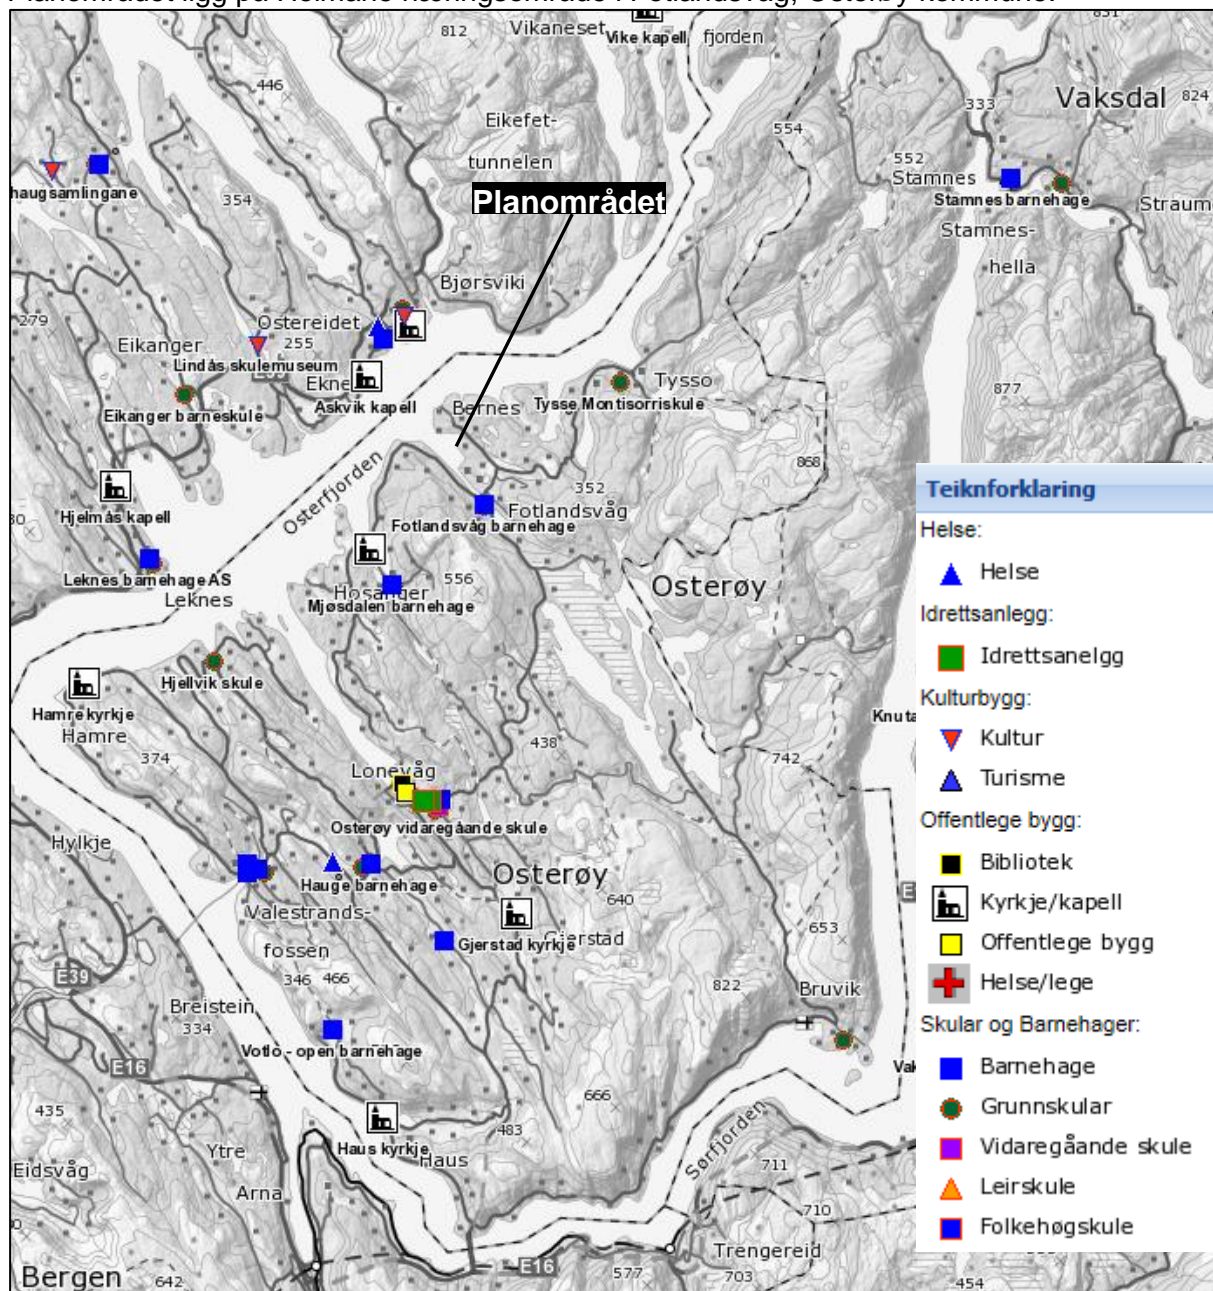 Planområdet ligg på Holmane næringsområde i Fotlandsvåg, Osterøy kommune.
812
Vikaneset
Vike kapell
fjorden
831
446
333
Vaksdal
824
Eikefet-
tunnelen
554
552
Stamnes
haugsamlingane
354
Planområdet
Stamnes barnehage
Straum
Stamnes-
hella
Bjørsviki
279
Ostereidet
255
Eikanger
Lindås skulemuseum
Ekne
Tysso
877
Eikanger barneskule
Askvik kapell
Bernes
Tysse Montisorriskule
868
Osterfjorden
352
Hjelmås kapell
Fotlandsvåg
Fotlandsvåg barnehage
Leknes barnehage AS
Leknes
Hosanger
556
Mjøsdalen barnehage
Osterøy
Hjellvik skule
Hamre kyrkje
Hamre
Knuta
374
438
742
Lonevåg
Osterøy vidaregåande skule
Hylkje
Hauge barnehage
Osterøy
640
Valestrands-
fossen
Gjerstad kyrkje
Gjerstad
653
E39
346
466
822
Bruvik
Breistein
334
Votlo - open barnehage
E16
Vak
666
435
483
Sørfjorden
Ytre
Haus kyrkje
Haus
Eidsvåg
711
Arna
710
Trengereid
E16
Bergen
642
577
703
454
Teiknforklaring
Helse:
Helse
Idrettsanlegg:
Idrettsanelgg
Kulturbygg:
Kultur
Turisme
Offentlege bygg:
Bibliotek
Kyrkje/kapell
Offentlege bygg
Helse/lege
Skular og Barnehager:
Barnehage
Grunnskular
Vidaregåande skule
Leirskule
Folkehøgskule